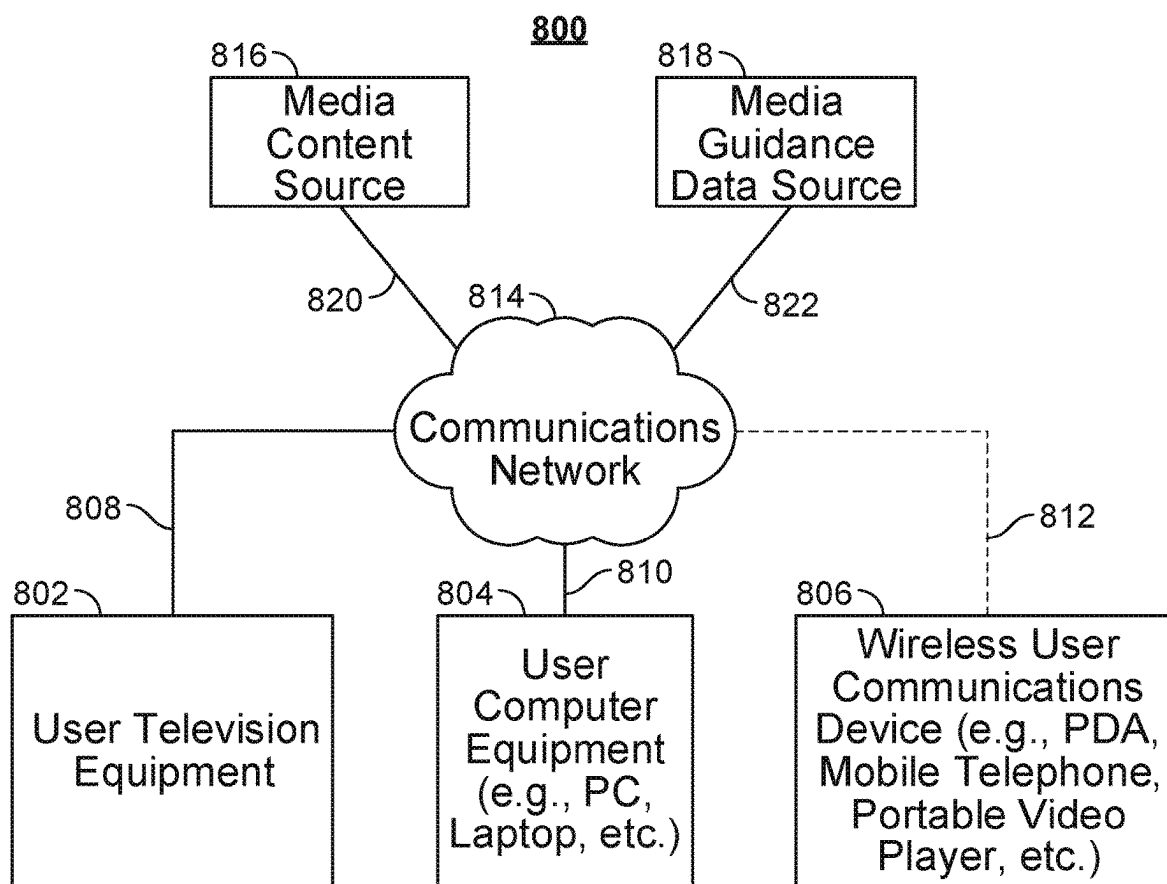 800
816
Media
Content
Source
818
Media
Guidance
Data Source
820
814
822
Communications
Network
808
810
812
802
User Television
Equipment
804
User
Computer
Equipment
(e.g., PC,
Laptop, etc.)
806
Wireless User
Communications
Device (e.g., PDA,
Mobile Telephone,
Portable Video
Player, etc.)